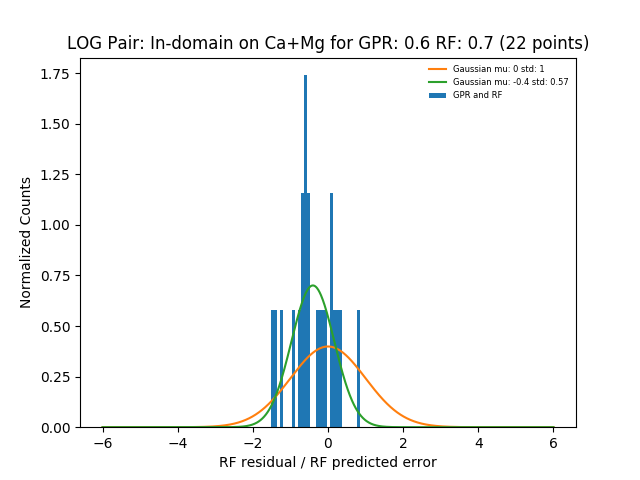 LOG Pair: In-domain on Ca+Mg for GPR: 0.6 RF: 0.7 (22 points)
Gaussian mu: 0 std: 1
Gaussian mu: -0.4 std: 0.57
GPR and RF
1.75
1.50
1.25
1.00
0.75
0.50
0.25
0.00
Normalized Counts
−6 −4 −2 0 2 4 6
RF residual / RF predicted error